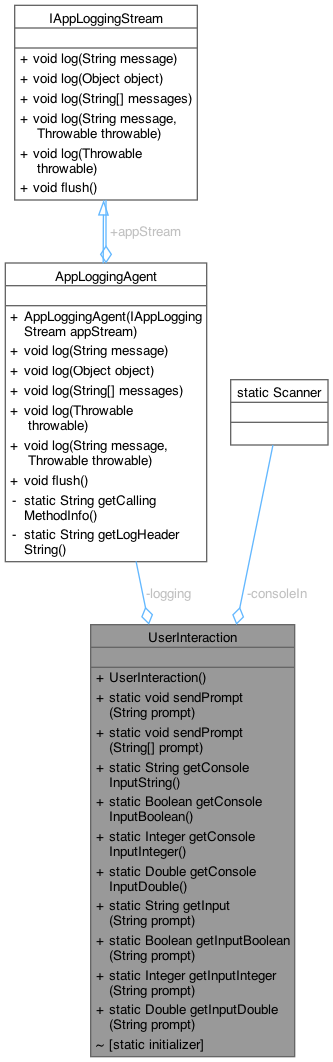 IAppLoggingStream
+ void log(String message)
+ void log(Object object)
+ void log(String[] messages)
+ void log(String message,
Throwable throwable)
+ void log(Throwable
throwable)
+ void flush()
+appStream
AppLoggingAgent
+ AppLoggingAgent(IAppLogging
Stream appStream)
+ void log(String message)
+ void log(Object object)
+ void log(String[] messages)
+ void log(Throwable
throwable)
+ void log(String message,
Throwable throwable)
+ void flush()
- static String getCalling
MethodInfo()
- static String getLogHeader
String()
static Scanner
-logging
-consoleIn
UserInteraction
+ UserInteraction()
+ static void sendPrompt
(String prompt)
+ static void sendPrompt
(String[] prompt)
+ static String getConsole
InputString()
+ static Boolean getConsole
InputBoolean()
+ static Integer getConsole
InputInteger()
+ static Double getConsole
InputDouble()
+ static String getInput
(String prompt)
+ static Boolean getInputBoolean
(String prompt)
+ static Integer getInputInteger
(String prompt)
+ static Double getInputDouble
(String prompt)
~ [static initializer]